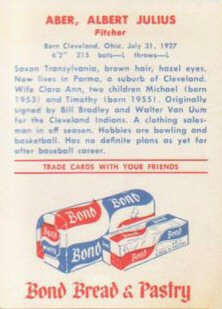 ABER, ALBERT JULIUS
Pitcher
Born Cleveland, Ohio, July 31, 1927
6'2" 215 bats—L throws—L
Saxon Transylvania, brown hair, hazel eyes.
Now lives in Parma, a suburb of Cleveland.
Wife Clara Ann, two children Michael (born
1953) and Timothy (born 1955). Originally
signed by Bill Bradley and Walter Van Uum
for the Cleveland Indians. A clothing sales-
man in off season. Hobbies are bowling and
basketball. Has no definite plans as yet for
after baseball career.
TRADE CARDS WITH YOUR FRIENDS
Bond
Bond
WHITE
Bond
Bond
Bond Bread & Pastry